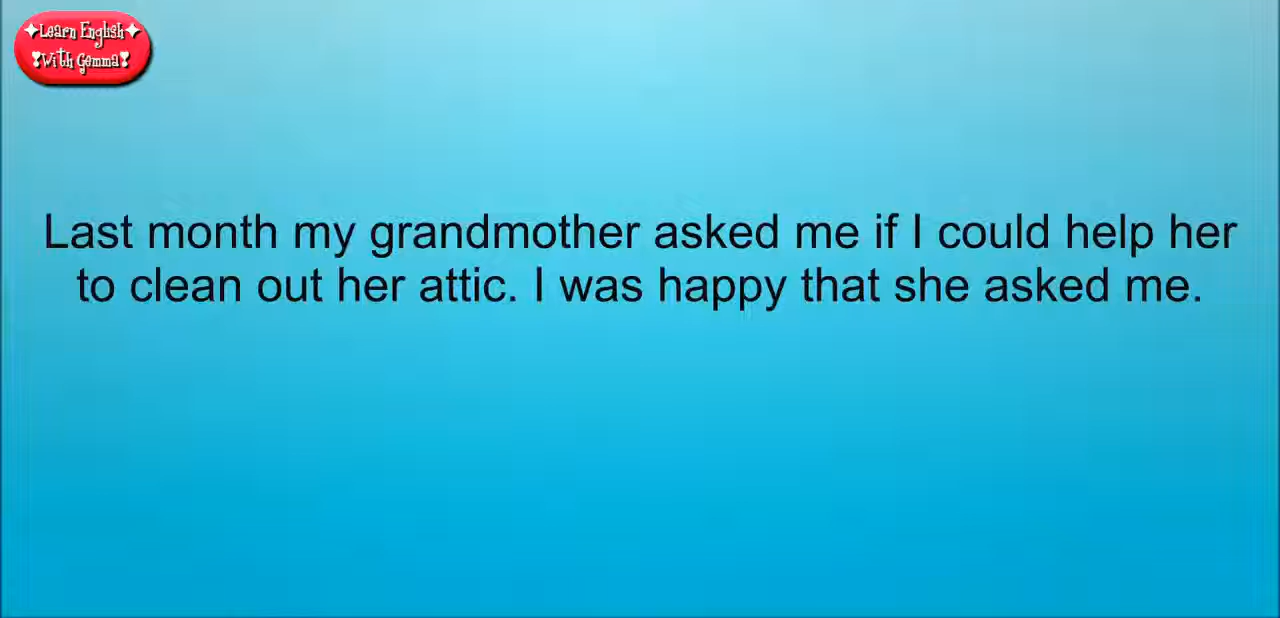 ✦Learn English✦
❣With Gemma❣
Last month my grandmother asked me if I could help her
to clean out her attic. I was happy that she asked me.